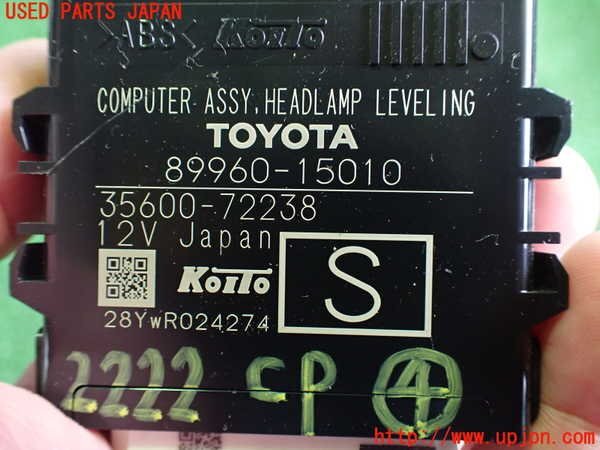 USED PARTS JAPAN
>ABS< KOITO
COMPUTER ASSY,HEADLAMP LEVELING
TOYOTA
89960-15010
35600-72238
12V Japan
KOITO
S
28YwR024274
2222 CP ④
http://www.upjon.com/